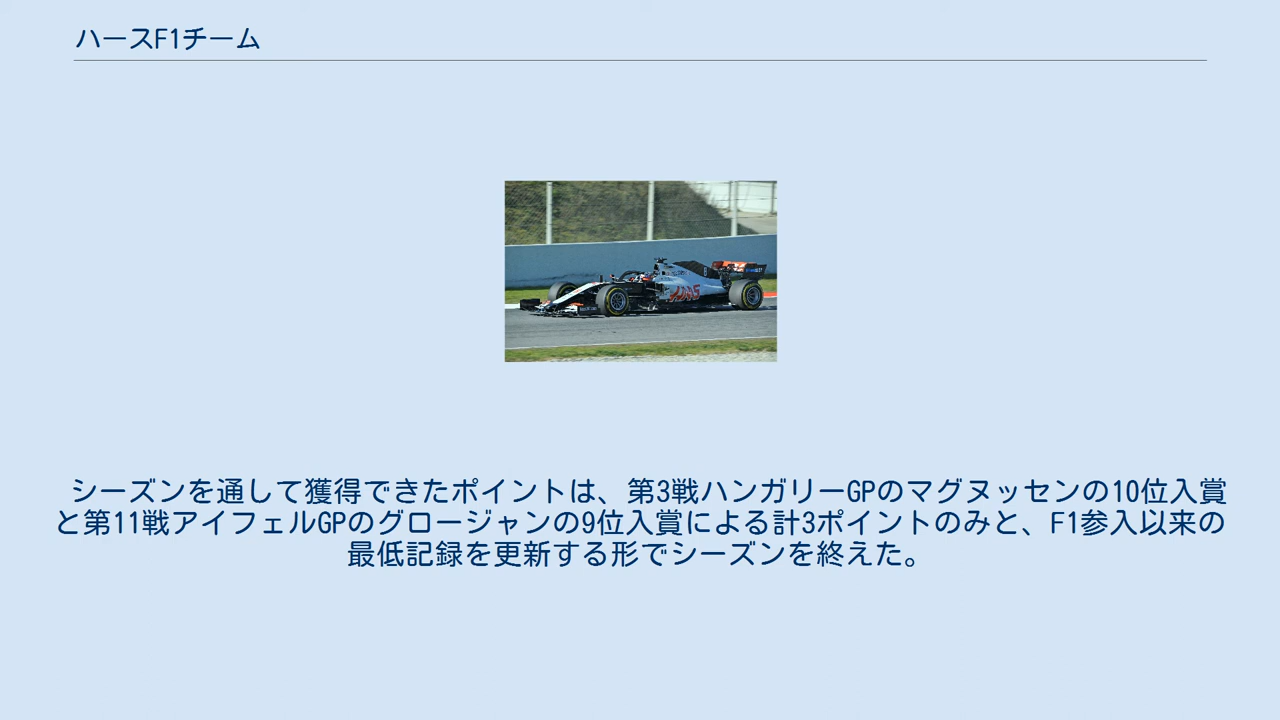 ハースF1チーム
HAAS
シーズンを通して獲得できたポイントは、第3戦ハンガリーGPのマグヌッセンの10位入賞
と第11戦アイフェルGPのグロージャンの9位入賞による計3ポイントのみと、F1参入以来の
最低記録を更新する形でシーズンを終えた。